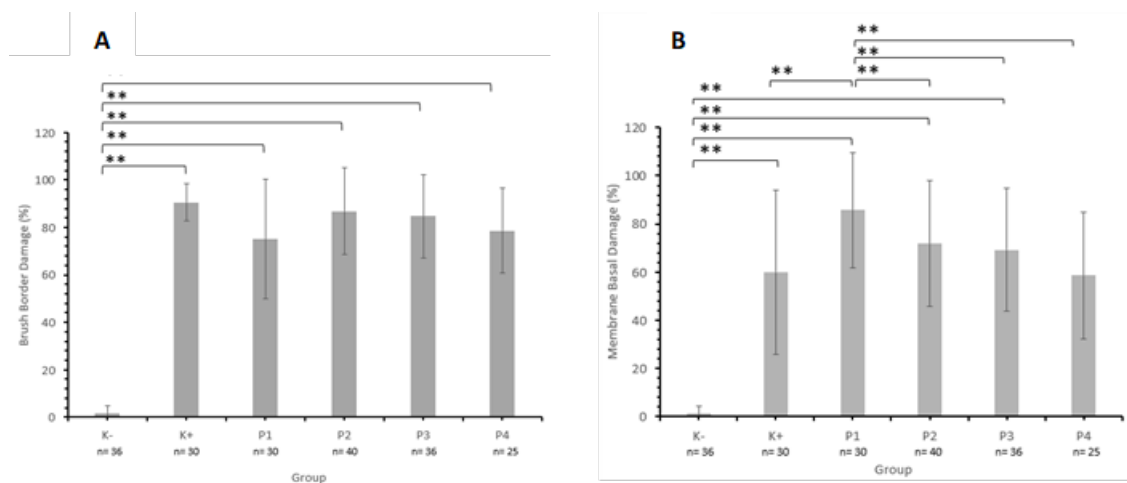 A
**
**
**
**
120
100
80
60
40
20
0
Brush Border Damage (%)
K- K+ P1 P2 P3 P4
n= 36 n= 30 n= 30 n= 40 n= 36 n= 25
Group
B
**
**
** **
**
**
**
**
120
100
80
60
40
20
0
Membrane Basal Damage (%)
K- K+ P1 P2 P3 P4
n= 36 n= 30 n= 30 n= 40 n= 36 n= 25
Group